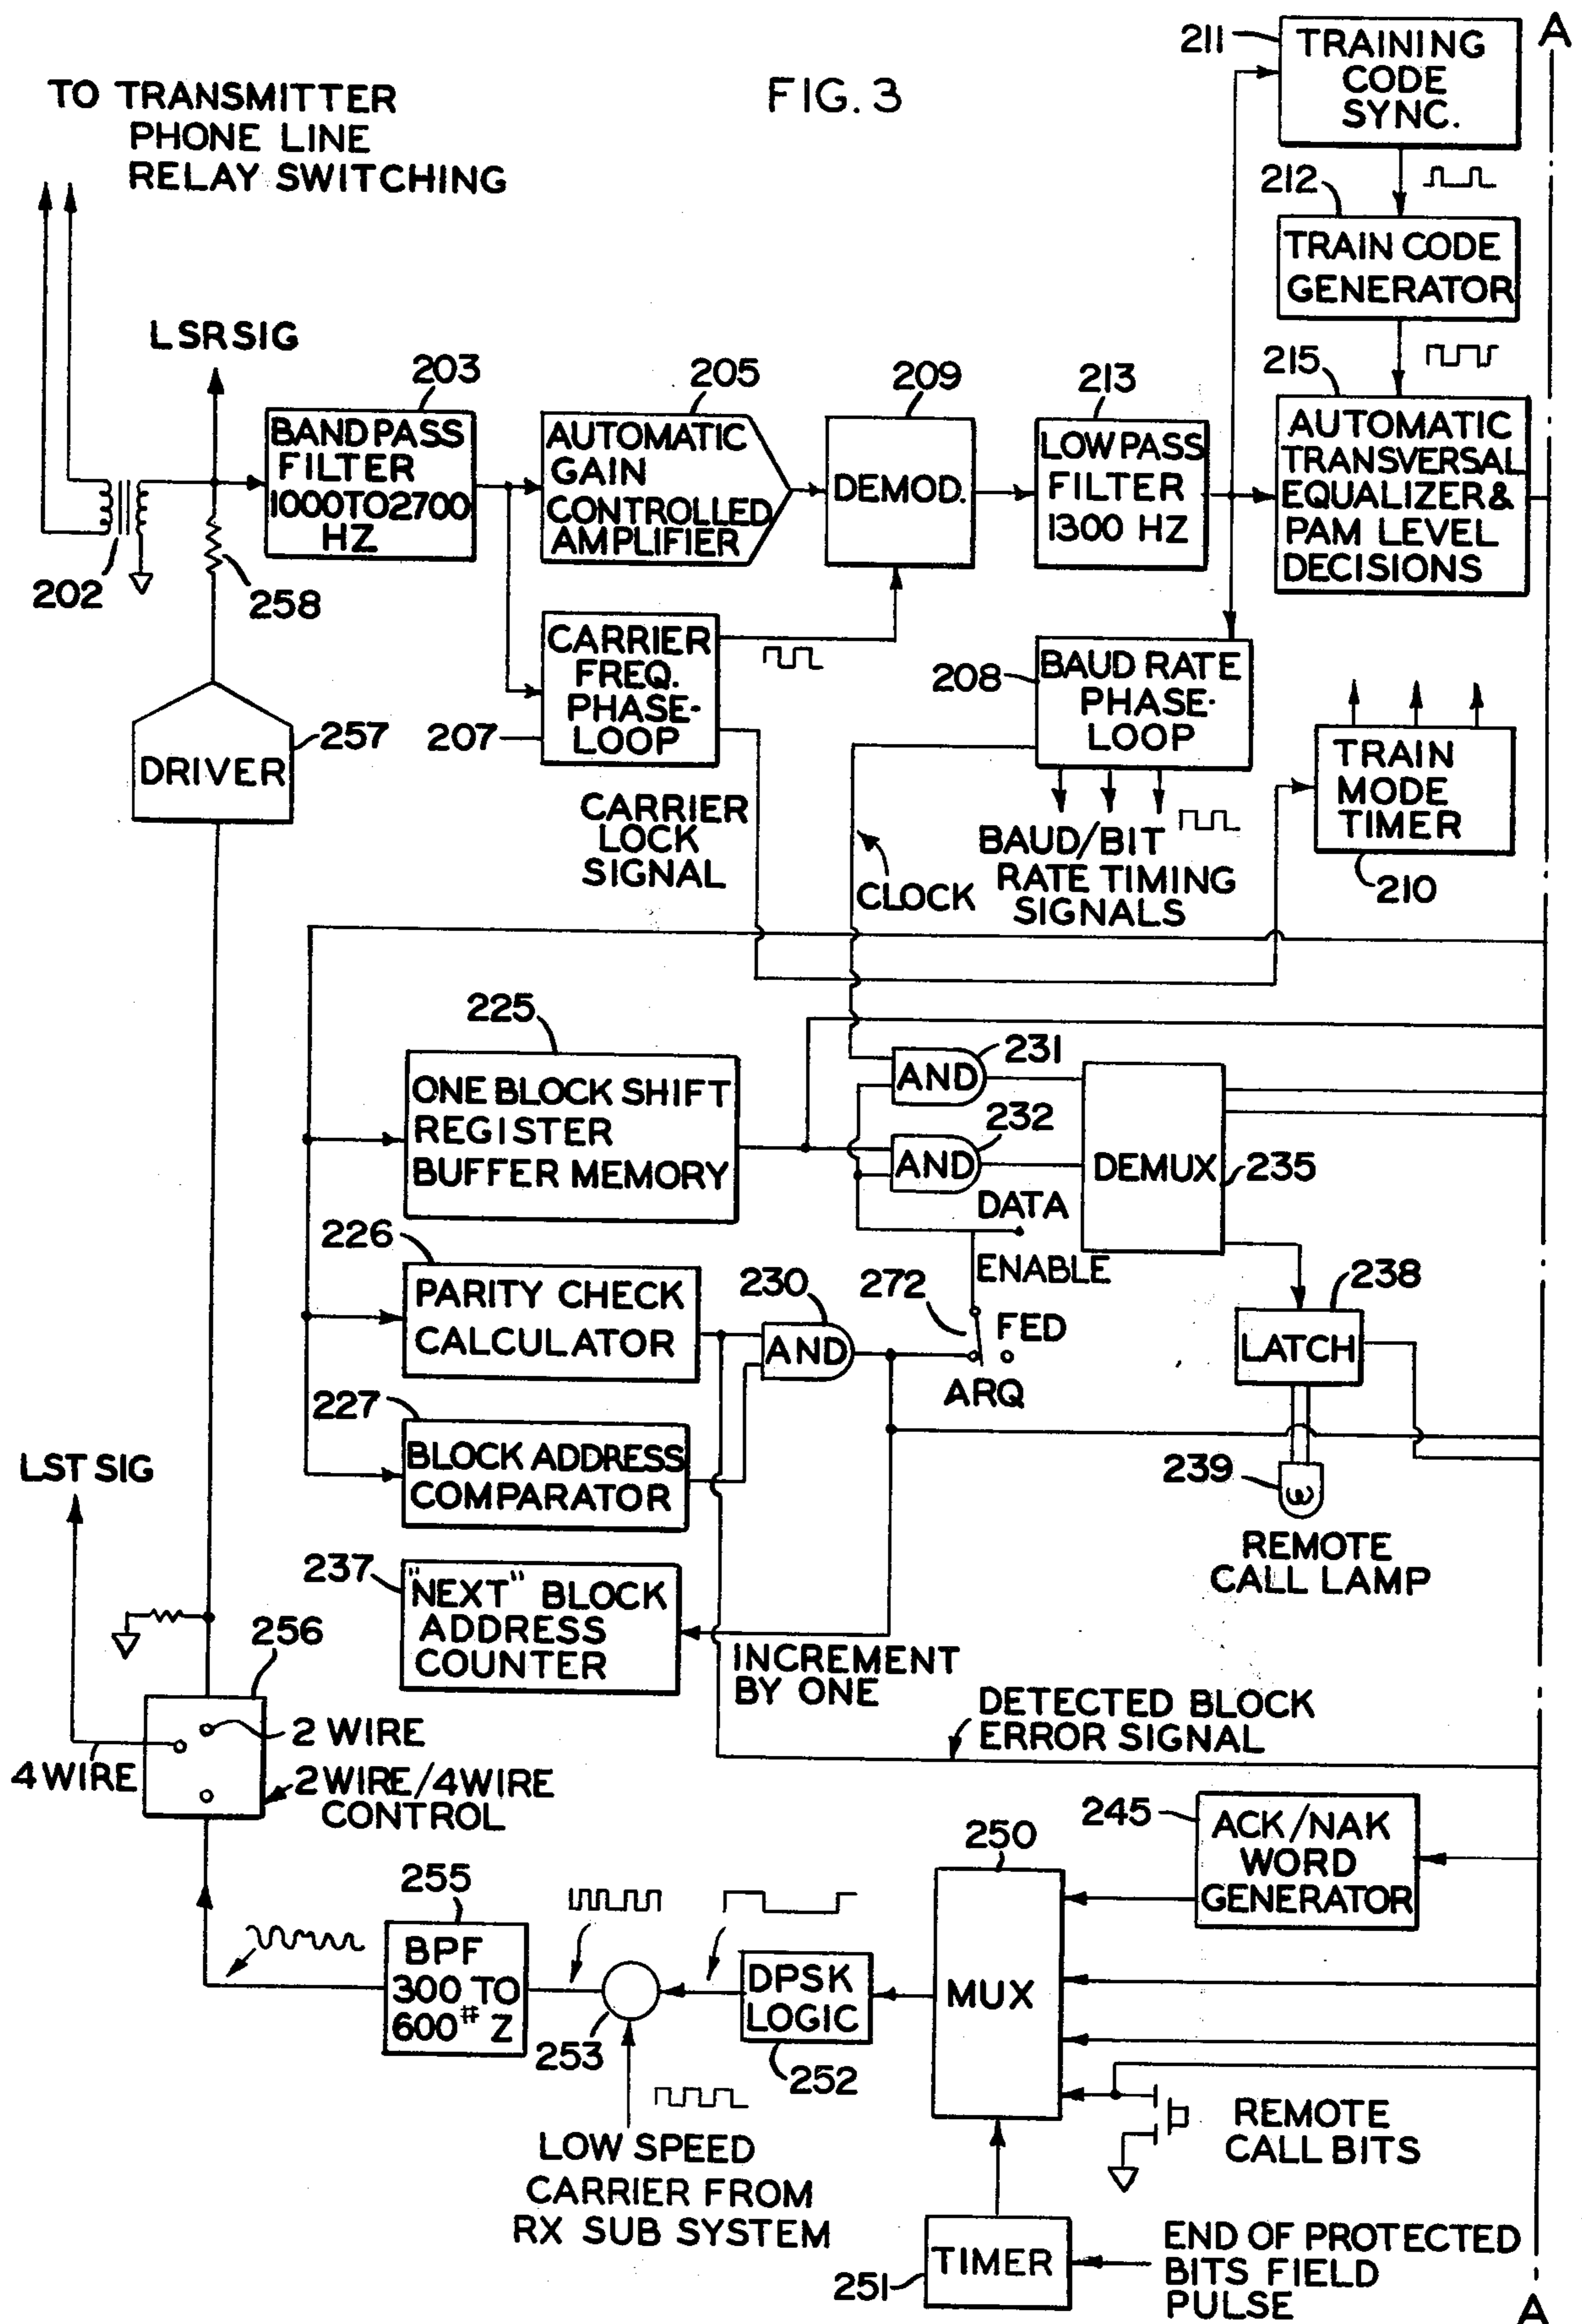 FIG. 3
A
211
TRAINING
CODE
SYNC.
TO TRANSMITTER
PHONE LINE
RELAY SWITCHING
212
TRAIN CODE
GENERATOR
LSRSIG
203
BAND PASS
FILTER
1000 TO 2700
HZ
205
AUTOMATIC
GAIN
CONTROLLED
AMPLIFIER
209
DEMOD.
213
LOW PASS
FILTER
1300 HZ
215
AUTOMATIC
TRANSVERSAL
EQUALIZER &
PAM LEVEL
DECISIONS
202
258
CARRIER
FREQ.
PHASE-
LOOP
207
208
BAUD RATE
PHASE-
LOOP
DRIVER
257
TRAIN
MODE
TIMER
210
CARRIER
LOCK
SIGNAL
CLOCK
BAUD/BIT
RATE TIMING
SIGNALS
225
ONE BLOCK SHIFT
REGISTER
BUFFER MEMORY
AND
231
AND
232
DEMUX
235
DATA
ENABLE
226
PARITY CHECK
CALCULATOR
230
AND
272
FED
ARQ
238
LATCH
227
BLOCK ADDRESS
COMPARATOR
239
REMOTE
CALL LAMP
LST SIG
237
"NEXT" BLOCK
ADDRESS
COUNTER
INCREMENT
BY ONE
256
2 WIRE
4 WIRE
2 WIRE/4 WIRE
CONTROL
DETECTED BLOCK
ERROR SIGNAL
245
ACK/NAK
WORD
GENERATOR
250
MUX
255
BPF
300 TO
600# Z
253
DPSK
LOGIC
252
LOW SPEED
CARRIER FROM
RX SUB SYSTEM
REMOTE
CALL BITS
TIMER
251
END OF PROTECTED
BITS FIELD
PULSE
A